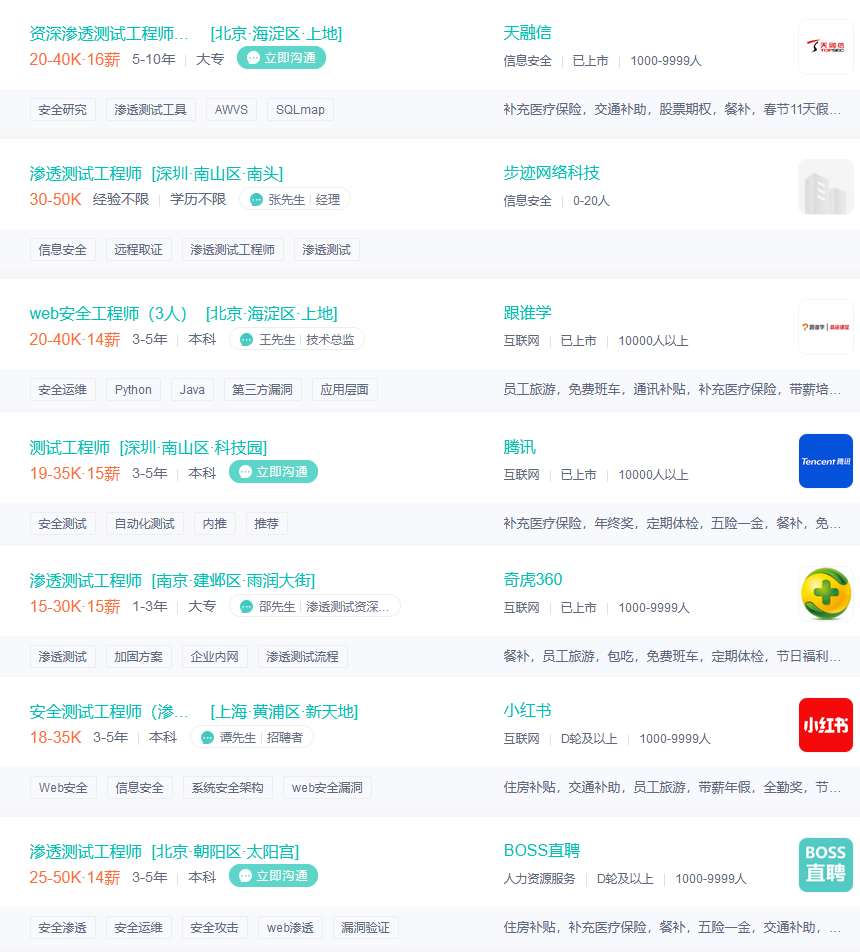 资深渗透测试工程师... [北京·海淀区·上地]
20-40K·16薪 5-10年 大专 立即沟通
天融信
信息安全 已上市 1000-9999人
天融信
TOPSEC
安全研究 渗透测试工具 AWVS SQLmap
补充医疗保险，交通补助，股票期权，餐补，春节11天假...
渗透测试工程师 [深圳·南山区·南头]
30-50K 经验不限 学历不限 张先生 经理
步迹网络科技
信息安全 0-20人
信息安全 远程取证 渗透测试工程师 渗透测试
web安全工程师（3人） [北京·海淀区·上地]
20-40K·14薪 3-5年 本科 王先生 技术总监
跟谁学
互联网 已上市 10000人以上
跟谁学 高途课堂
安全运维 Python Java 第三方漏洞 应用层面
员工旅游，免费班车，通讯补贴，补充医疗保险，带薪培...
测试工程师 [深圳·南山区·科技园]
19-35K·15薪 3-5年 本科 立即沟通
腾讯
互联网 已上市 10000人以上
Tencent 腾讯
安全测试 自动化测试 内推 推荐
补充医疗保险，年终奖，定期体检，五险一金，餐补，免...
渗透测试工程师 [南京·建邺区·雨润大街]
15-30K·15薪 1-3年 大专 邵先生 渗透测试资深...
奇虎360
互联网 已上市 1000-9999人
渗透测试 加固方案 企业内网 渗透测试流程
餐补，员工旅游，包吃，免费班车，定期体检，节日福利...
安全测试工程师（渗... [上海·黄浦区·新天地]
18-35K 3-5年 本科 谭先生 招聘者
小红书
互联网 D轮及以上 1000-9999人
小红书
Web安全 信息安全 系统安全架构 web安全漏洞
住房补贴，交通补助，员工旅游，带薪年假，全勤奖，节...
渗透测试工程师 [北京·朝阳区·太阳宫]
25-50K·14薪 3-5年 本科 立即沟通
BOSS直聘
人力资源服务 D轮及以上 1000-9999人
BOSS
直聘
安全渗透 安全运维 安全攻击 web渗透 漏洞验证
住房补贴，补充医疗保险，餐补，五险一金，交通补助，...